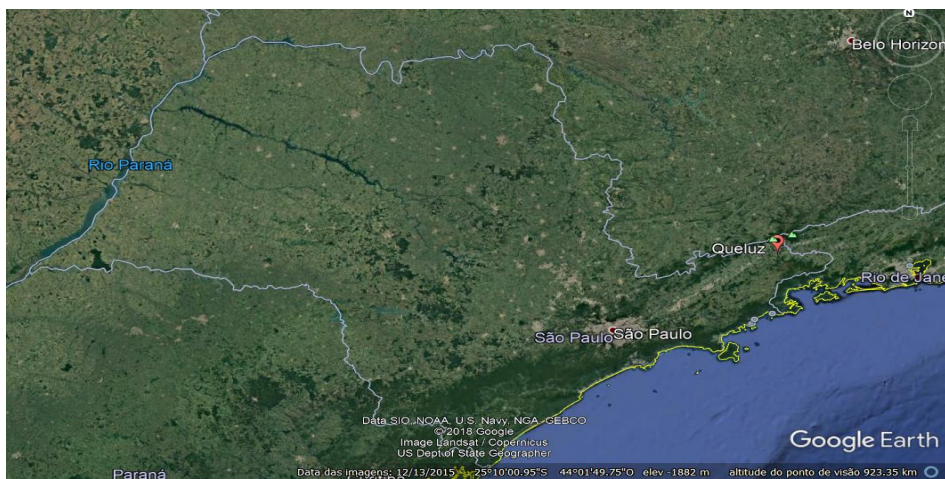 N
Belo Horizon
Rio Paraná
Queluz
Rio de Jane
São Paulo
São Paulo
Data SIO, NOAA, U.S. Navy, NGA, GEBCO
© 2018 Google
Image Landsat / Copernicus
US Dept of State Geographer
Google Earth
Paraná
Data das imagens: 12/13/2015 25°10'00.95"S 44°01'49.75"O elev -1882 m altitude do ponto de visão 923.35 km